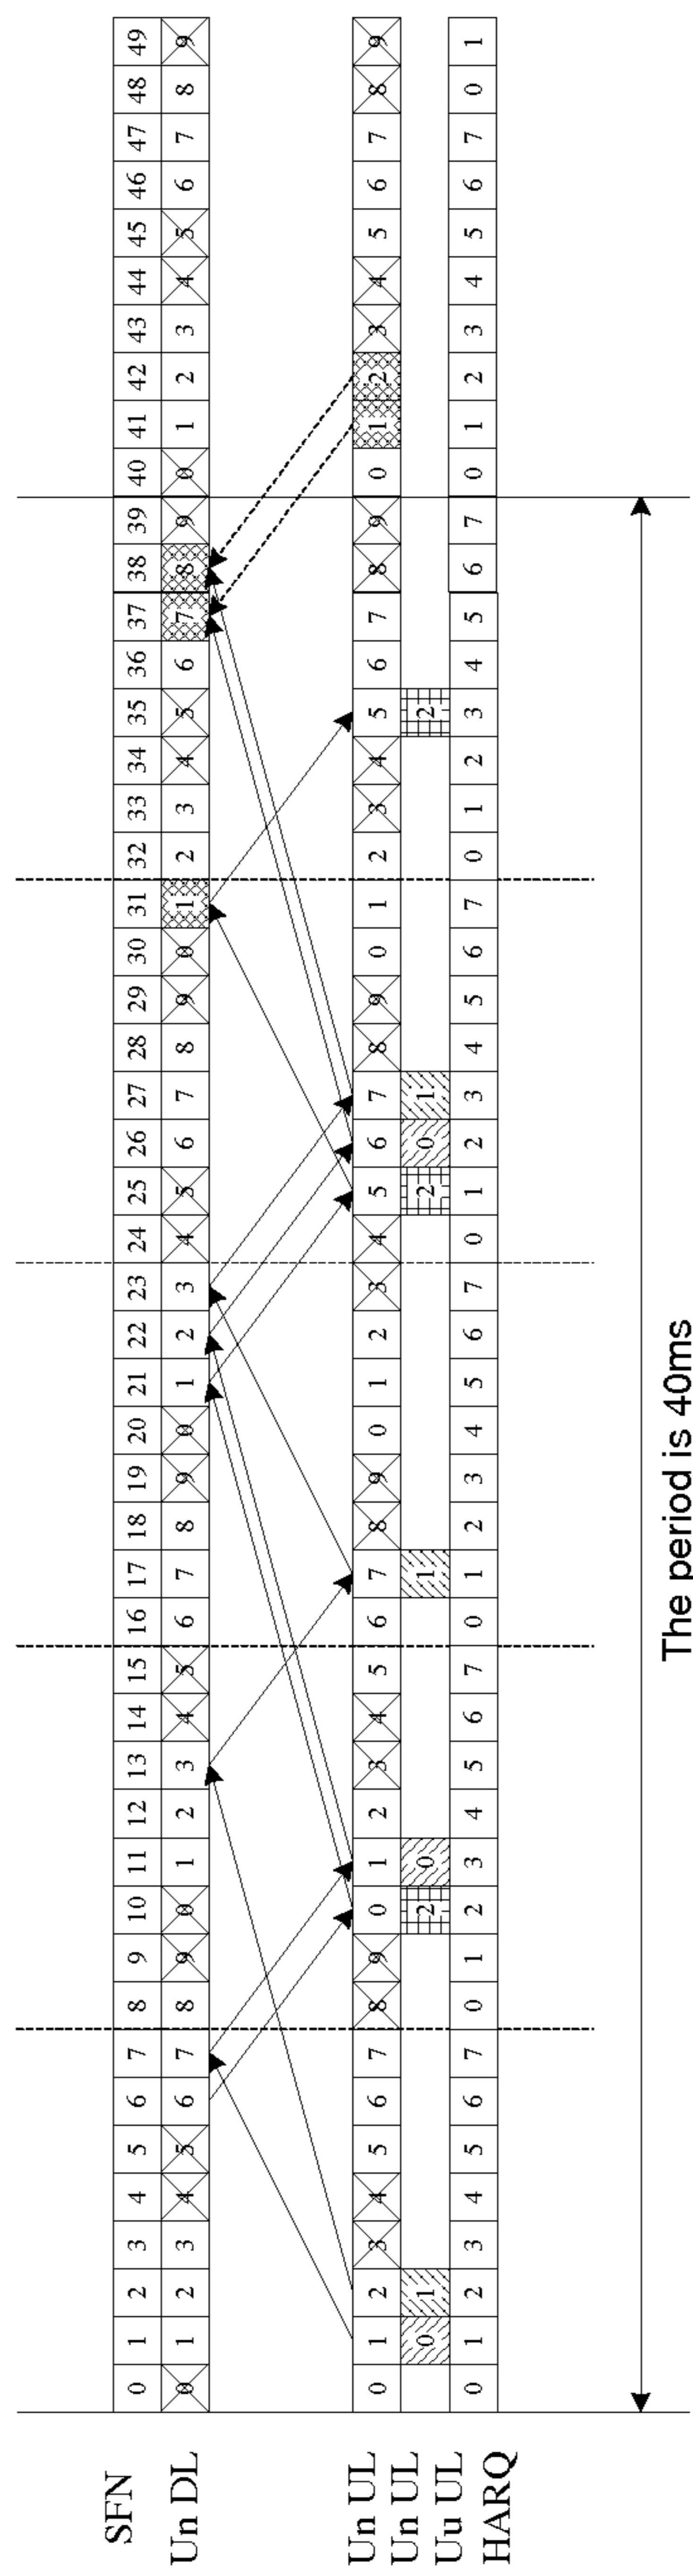 SFN 0 1 2 3 4 5 6 7 8 9 10 11 12 13 14 15 16 17 18 19 20 21 22 23 24 25 26 27 28 29 30 31 32 33 34 35 36 37 38 39 40 41 42 43 44 45 46 47 48 49
Un DL 0 1 2 3 4 5 6 7 8 9 0 1 2 3 4 5 6 7 8 9 0 1 2 3 4 5 6 7 8 9 0 1 2 3 4 5 6 7 8 9 0 1 2 3 4 5 6 7 8 9
Un UL 0 1 2 3 4 5 6 7 8 9 0 1 2 3 4 5 6 7 8 9 0 1 2 3 4 5 6 7 8 9 0 1 2 3 4 5 6 7 8 9 0 1 2 3 4 5 6 7 8 9
Un UL 0 1 2 0 1 2 0 1 2
Uu UL
HARQ 0 1 2 3 4 5 6 7 0 1 2 3 4 5 6 7 0 1 2 3 4 5 6 7 0 1 2 3 4 5 6 7 0 1 2 3 4 5 6 7 0 1 2 3 4 5 6 7 0 1
The period is 40ms